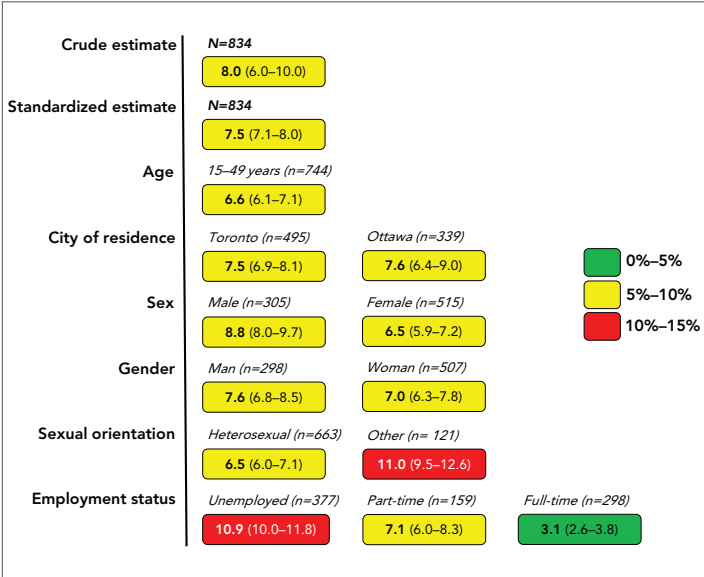 Crude estimate
N=834
8.0 (6.0–10.0)
Standardized estimate
N=834
7.5 (7.1–8.0)
Age
15–49 years (n=744)
6.6 (6.1–7.1)
City of residence
Toronto (n=495)
Ottawa (n=339)
7.5 (6.9–8.1)
7.6 (6.4–9.0)
Sex
Male (n=305)
Female (n=515)
8.8 (8.0–9.7)
6.5 (5.9–7.2)
Gender
Man (n=298)
Woman (n=507)
7.6 (6.8–8.5)
7.0 (6.3–7.8)
Sexual orientation
Heterosexual (n=663)
Other (n= 121)
6.5 (6.0–7.1)
11.0 (9.5–12.6)
Employment status
Unemployed (n=377)
Part-time (n=159)
Full-time (n=298)
10.9 (10.0–11.8)
7.1 (6.0–8.3)
3.1 (2.6–3.8)
0%–5%
5%–10%
10%–15%